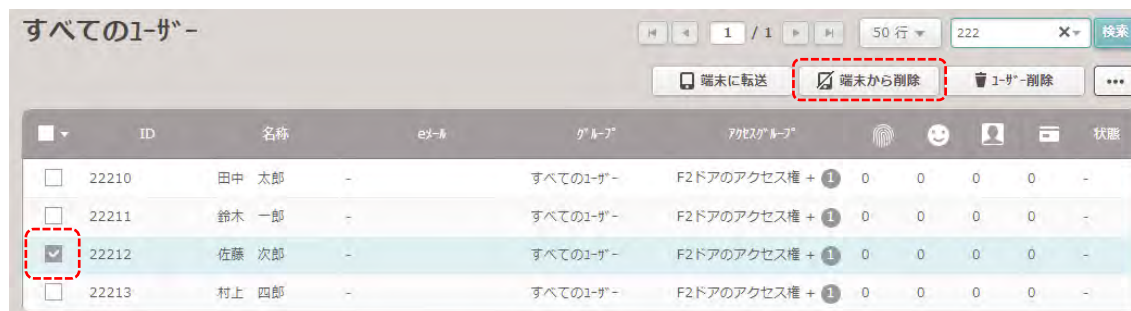 すべてのユーザー 1 / 1 50 行 222 検索
端末に転送 端末から削除 ユーザー削除 •••
ID 名称 eメール グループ アクセスグループ 状態
22210 田中 太郎 - すべてのユーザー F2ドアのアクセス権 + 1 0 0 0 0 -
22211 鈴木 一郎 - すべてのユーザー F2ドアのアクセス権 + 1 0 0 0 0 -
22212 佐藤 次郎 - すべてのユーザー F2ドアのアクセス権 + 1 0 0 0 0 -
22213 村上 四郎 - すべてのユーザー F2ドアのアクセス権 + 1 0 0 0 0 -